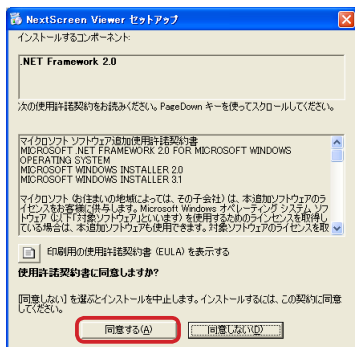 NextScreen Viewer セットアップ
インストールするコンポーネント:
.NET Framework 2.0
次の使用許諾契約をお読みください。PageDown キーを使ってスクロールしてください。
マイクロソフト ソフトウェア追加使用許諾契約書
MICROSOFT .NET FRAMEWORK 2.0 FOR MICROSOFT WINDOWS
OPERATING SYSTEM
MICROSOFT WINDOWS INSTALLER 2.0
MICROSOFT WINDOWS INSTALLER 3.1
マイクロソフト (お住まいの地域によっては、その子会社) は、本追加ソフトウェアのラ
イセンスをお客様に供与します。Microsoft Windows オペレーティング システム ソフ
トウェア (以下「対象ソフトウェア」といいます) を使用するためのライセンスを取得し
ている場合は、本追加ソフトウェアも使用できます。対象ソフトウェアのライセンスを取
印刷用の使用許諾契約書 (EULA) を表示する
使用許諾契約書に同意しますか?
[同意しない] を選ぶとインストールを中止します。インストールするには、この契約に同意
してください。
同意する(A) 同意しない(D)